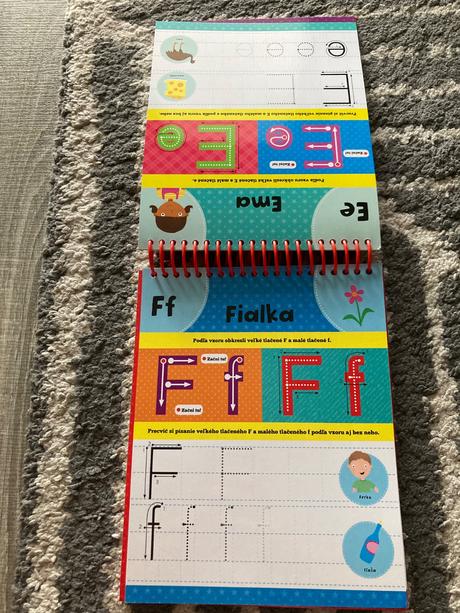 Ee
Ema
Podľa vzoru obkresli veľké tlačené E a malé tlačené e.
Začni tu!
Začni tu!
E e
E e
Precvič si písanie veľkého tlačeného E a malého tlačeného e podľa vzoru aj bez neho.
E
e
Ff
Fialka
Podľa vzoru obkresli veľké tlačené F a malé tlačené f.
Začni tu!
Začni tu!
F f
F f
Precvič si písanie veľkého tlačeného F a malého tlačeného f podľa vzoru aj bez neho.
F F
Ferko
f f f f
fľaša